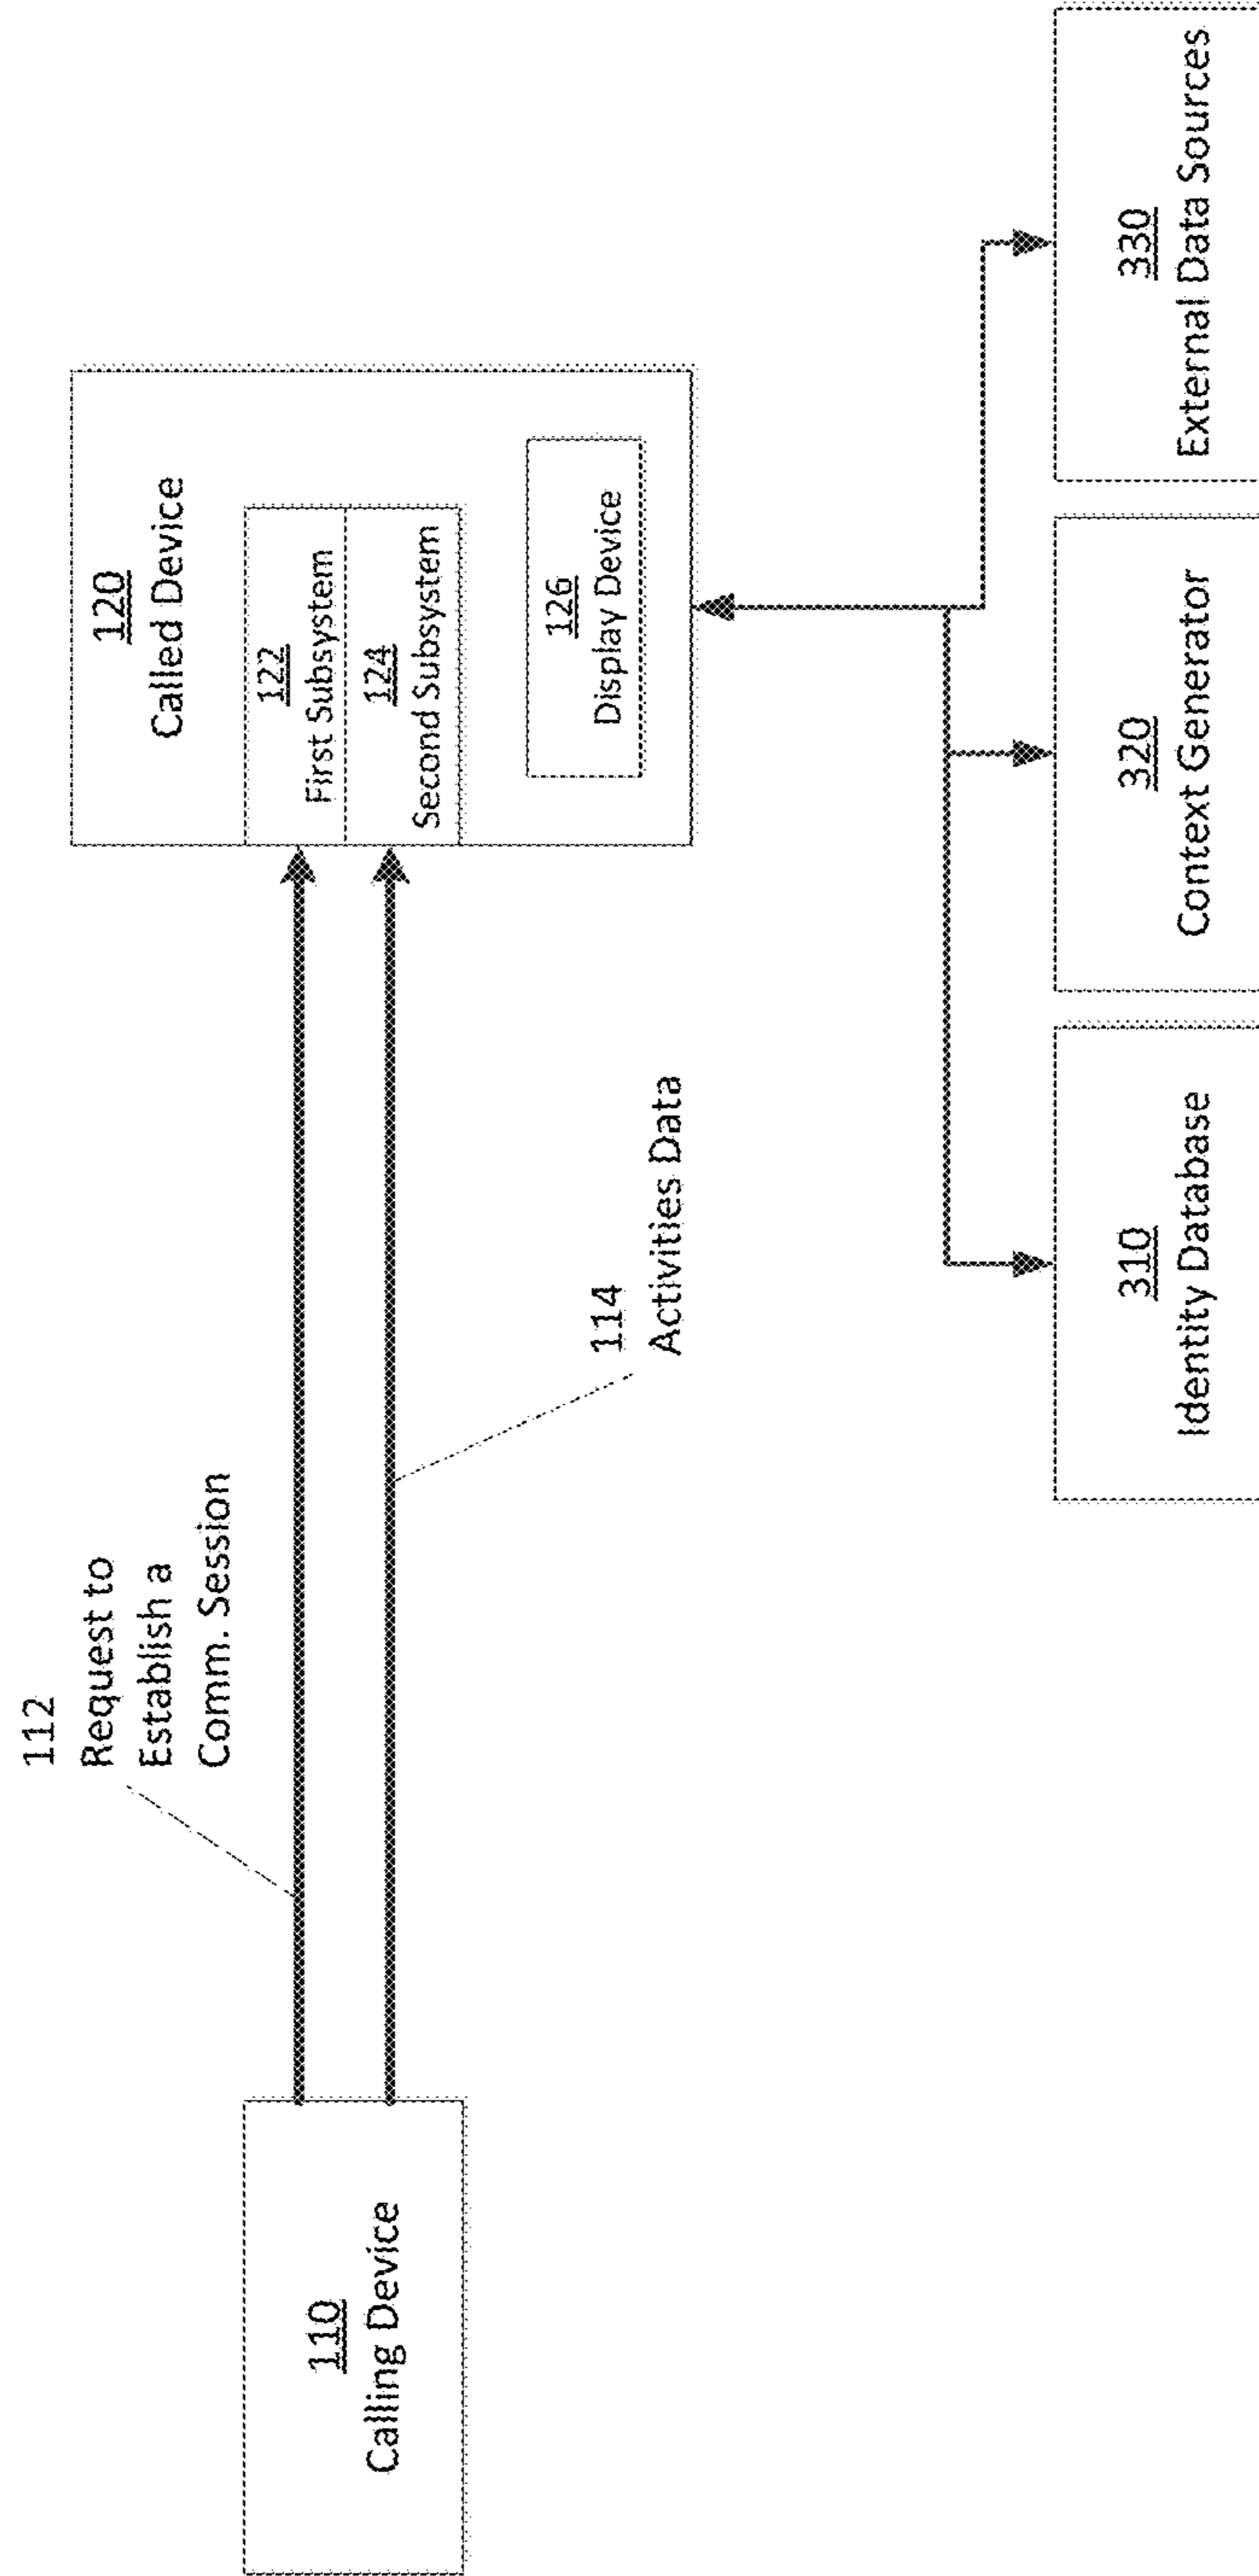 110
Calling Device
112
Request to
Establish a
Comm. Session
114
Activities Data
120
Called Device
122
First Subsystem
124
Second Subsystem
126
Display Device
310
Identity Database
320
Context Generator
330
External Data Sources